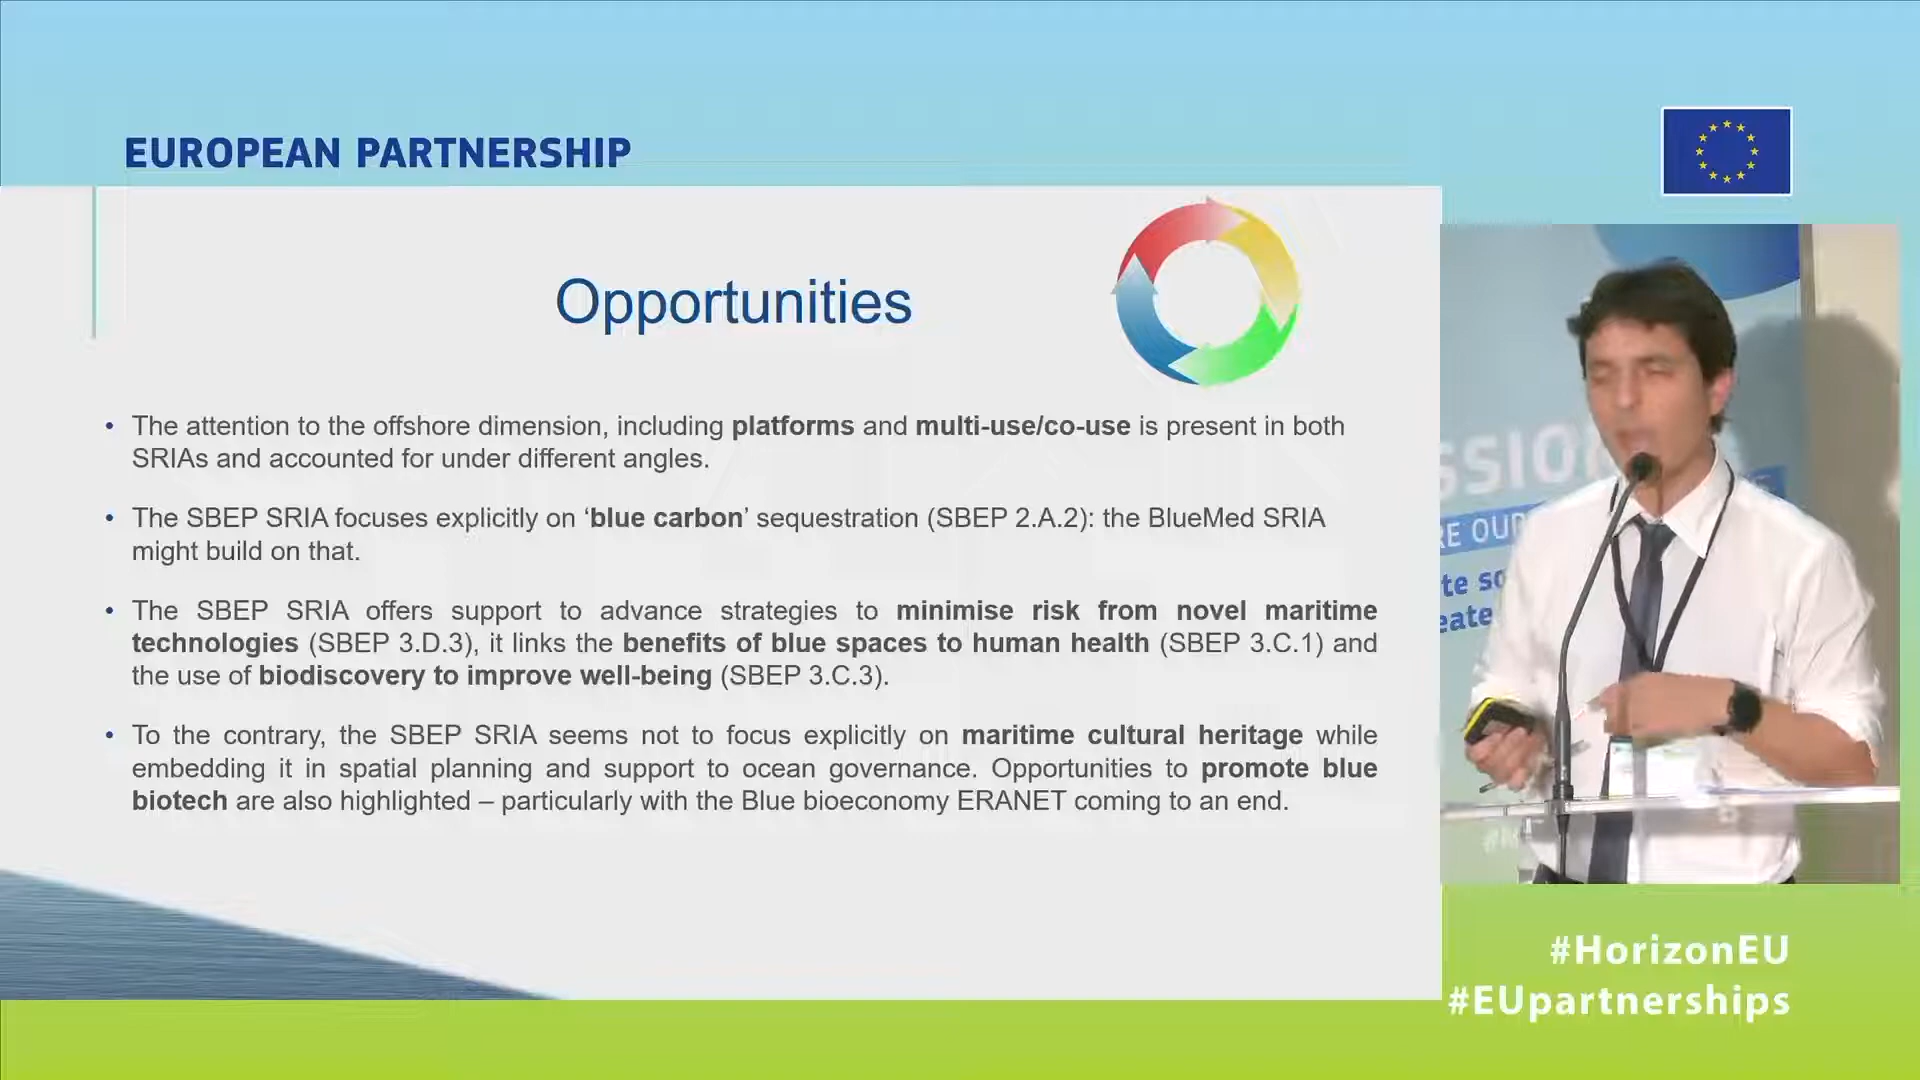 EUROPEAN PARTNERSHIP
Opportunities
• The attention to the offshore dimension, including platforms and multi-use/co-use is present in both
SRIAs and accounted for under different angles.
• The SBEP SRIA focuses explicitly on ‘blue carbon’ sequestration (SBEP 2.A.2): the BlueMed SRIA
might build on that.
• The SBEP SRIA offers support to advance strategies to minimise risk from novel maritime
technologies (SBEP 3.D.3), it links the benefits of blue spaces to human health (SBEP 3.C.1) and
the use of biodiscovery to improve well-being (SBEP 3.C.3).
• To the contrary, the SBEP SRIA seems not to focus explicitly on maritime cultural heritage while
embedding it in spatial planning and support to ocean governance. Opportunities to promote blue
biotech are also highlighted – particularly with the Blue bioeconomy ERANET coming to an end.
SSION
RE OUR
te so
eate
#HorizonEU
#EUpartnerships